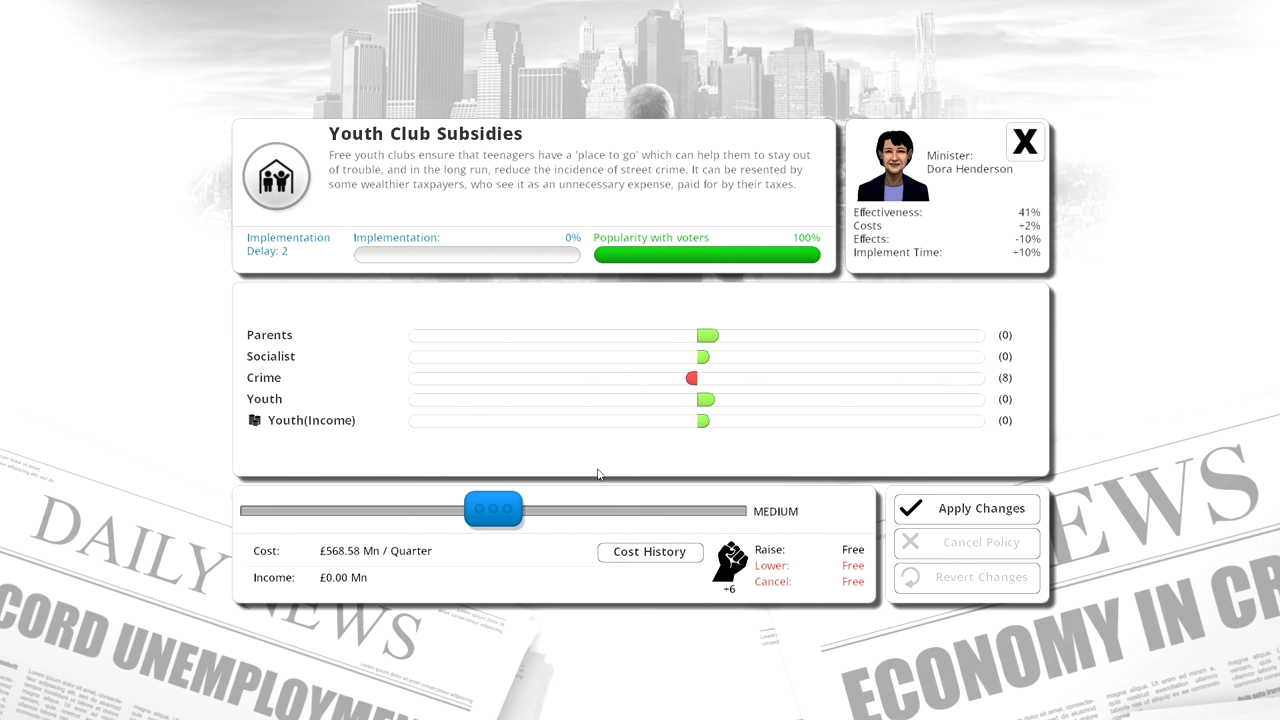 Youth Club Subsidies
Free youth clubs ensure that teenagers have a 'place to go' which can help them to stay out
of trouble, and in the long run, reduce the incidence of street crime. It can be resented by
some wealthier taxpayers, who see it as an unnecessary expense, paid for by their taxes.
Implementation
Delay: 2
Implementation: 0%
Popularity with voters 100%
X
Minister:
Dora Henderson
Effectiveness: 41%
Costs +2%
Effects: -10%
Implement Time: +10%
Parents (0)
Socialist (0)
Crime (8)
Youth (0)
Youth(Income) (0)
MEDIUM
Cost: £568.58 Mn / Quarter
Income: £0.00 Mn
Cost History
+6
Raise: Free
Lower: Free
Cancel: Free
Apply Changes
Cancel Policy
Revert Changes
DAILY NEWS
CORD UNEMPLOYME
NEWS
ECONOMY IN CR